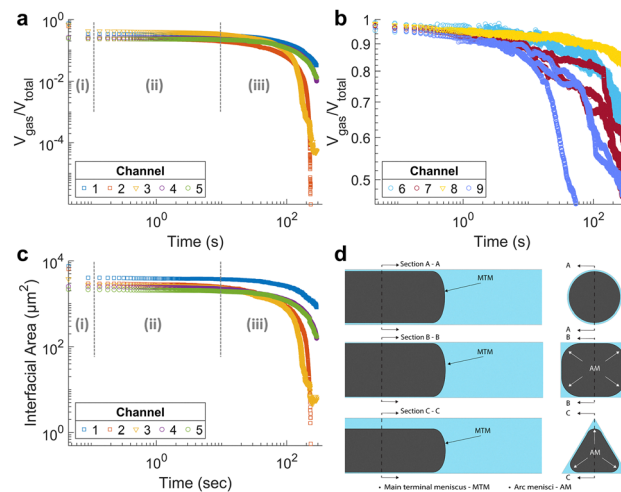 a
V_gas/V_total
10^0
10^-2
10^-4
(i)
(ii)
(iii)
Channel
1 2 3 4 5
10^0
10^2
Time (s)
b
V_gas/V_total
1
0.9
0.8
0.7
0.6
0.5
Channel
6 7 8 9
10^0
10^2
Time (s)
c
Interfacial Area (μm²)
10^4
10^2
10^0
(i)
(ii)
(iii)
Channel
1 2 3 4 5
10^0
10^2
Time (sec)
d
Section A - A
MTM
A
A
Section B - B
MTM
B
AM
B
Section C - C
MTM
C
AM
C
• Main terminal meniscus - MTM
• Arc menisci - AM